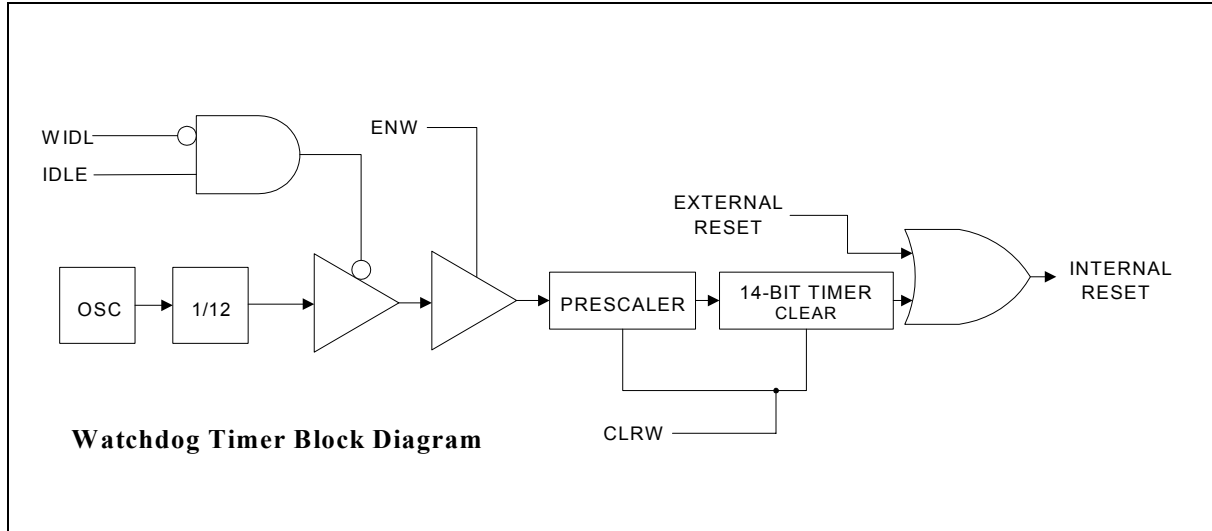 WIDL
IDLE
ENW
EXTERNAL
RESET
OSC
1/12
PRESCALER
14-BIT TIMER
CLEAR
INTERNAL
RESET
CLRW
Watchdog Timer Block Diagram